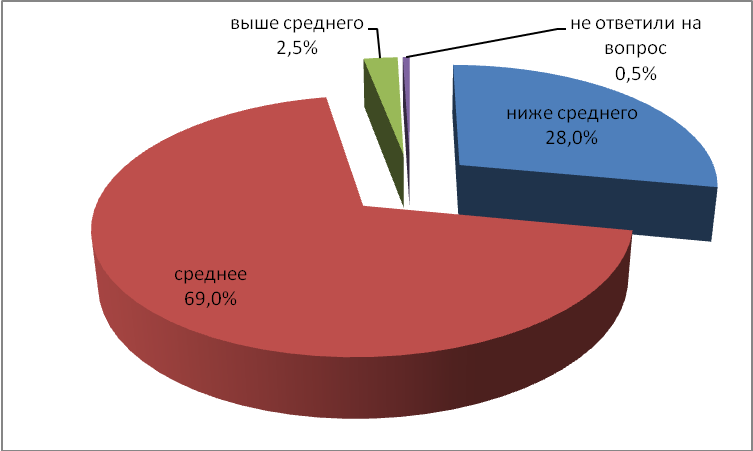 выше среднего
2,5%
не ответили на
вопрос
0,5%
ниже среднего
28,0%
среднее
69,0%